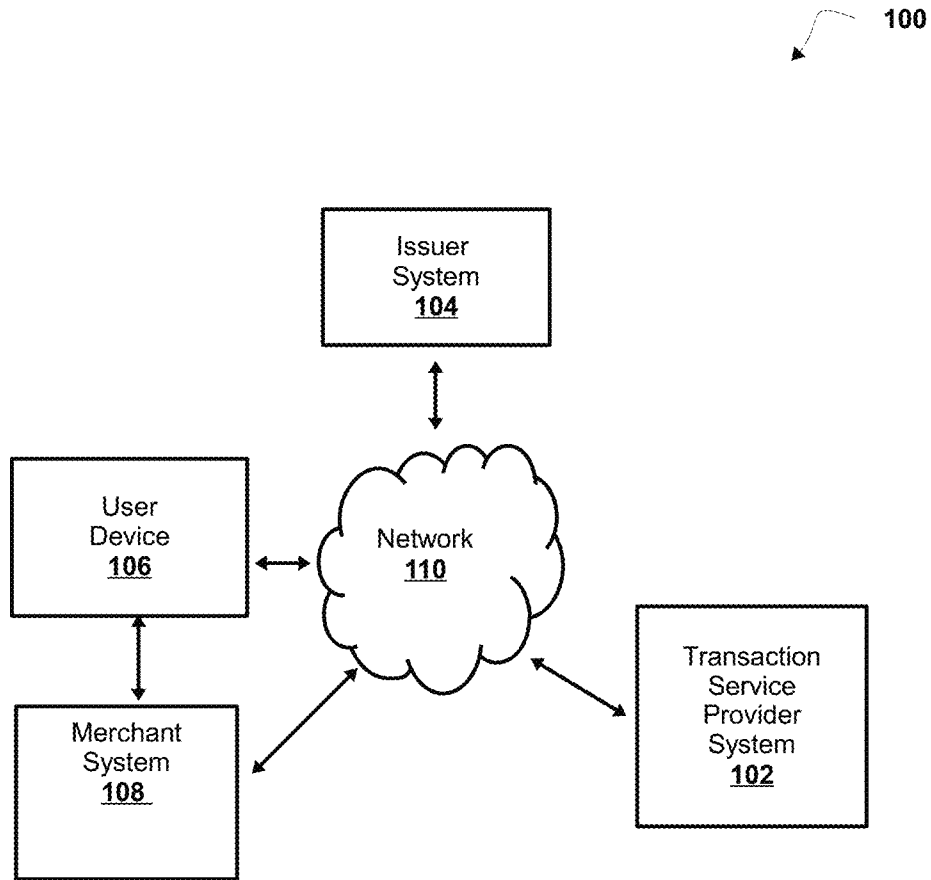 100
Issuer
System
104
User
Device
106
Network
110
Merchant
System
108
Transaction
Service
Provider
System
102